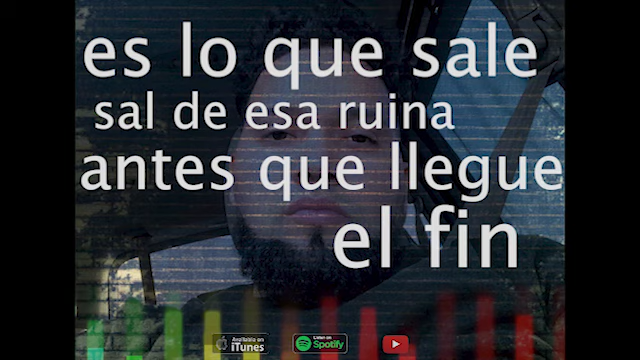 es lo que sale
sal de esa ruina
antes que llegue
el fin
Available on
iTunes
Listen on
Spotify